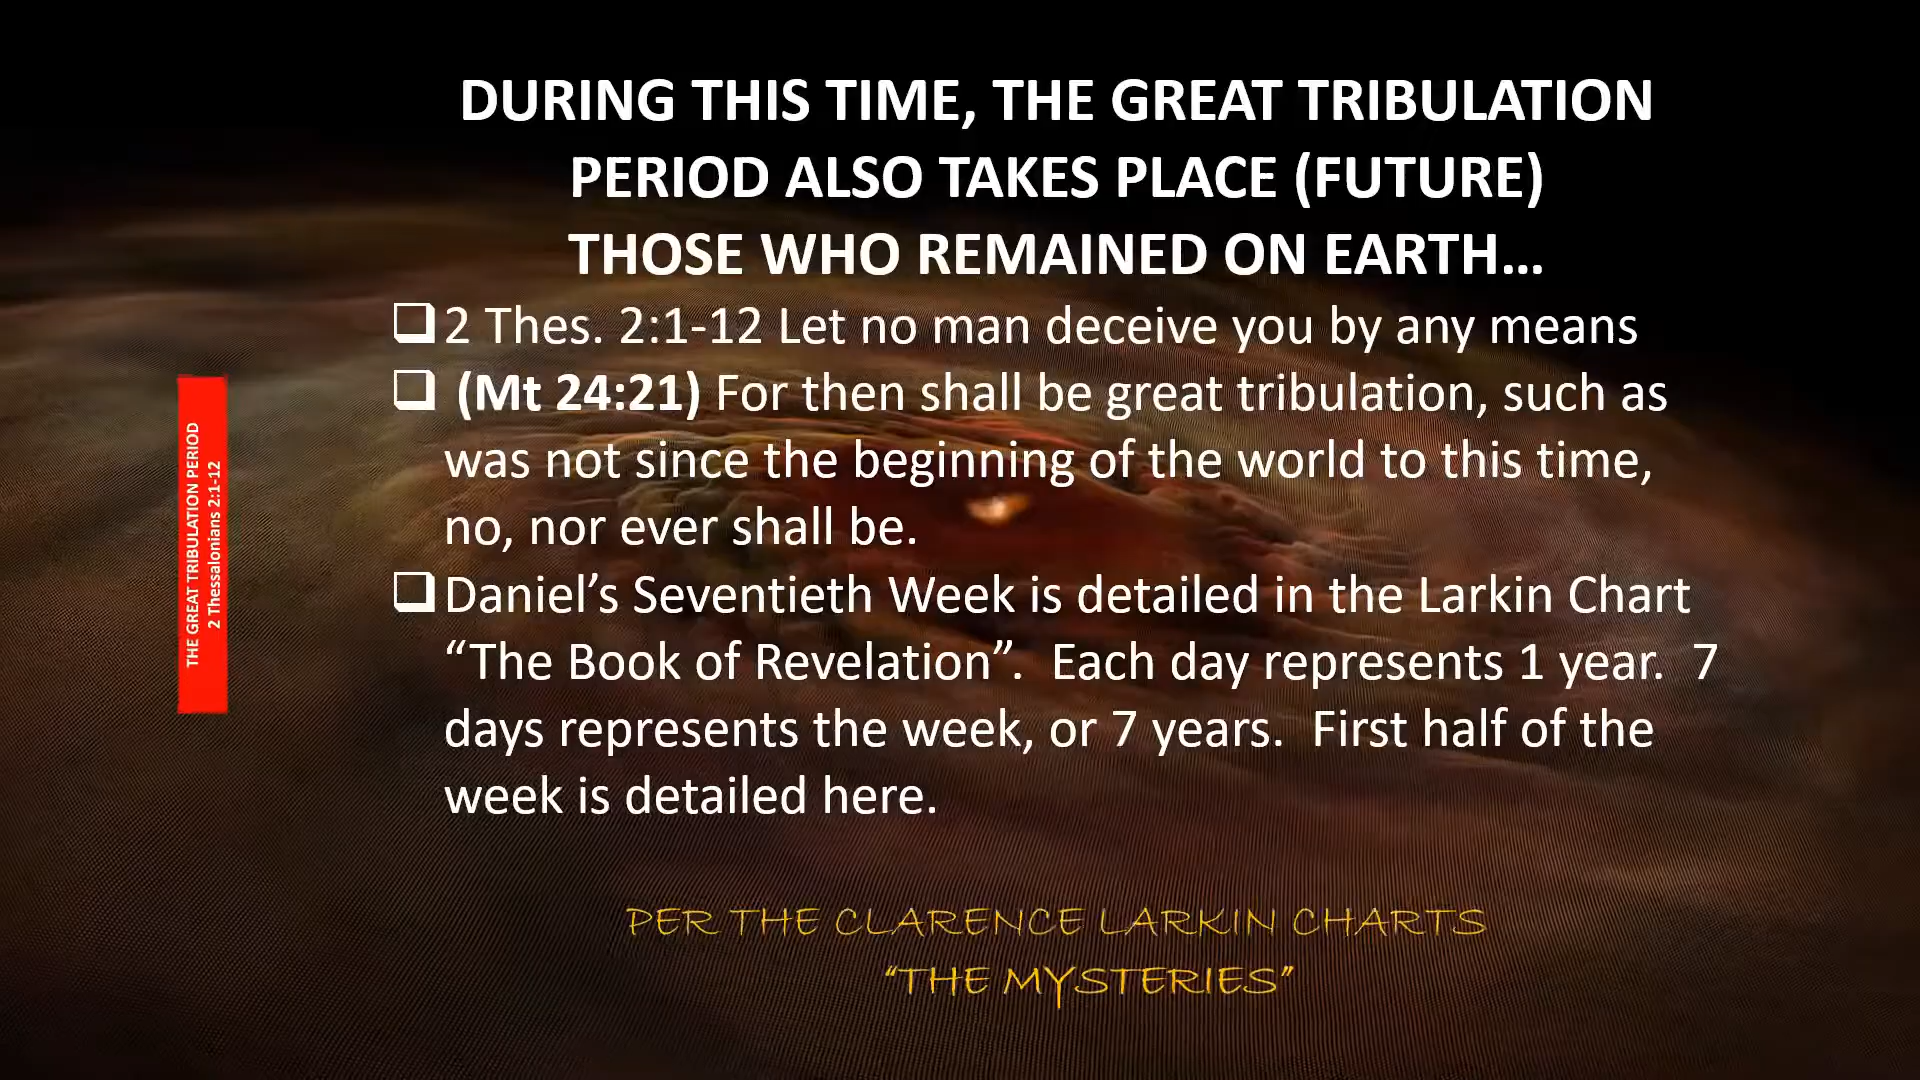 DURING THIS TIME, THE GREAT TRIBULATION
PERIOD ALSO TAKES PLACE (FUTURE)
THOSE WHO REMAINED ON EARTH…
2 Thes. 2:1-12 Let no man deceive you by any means
(Mt 24:21) For then shall be great tribulation, such as
was not since the beginning of the world to this time,
no, nor ever shall be.
Daniel’s Seventieth Week is detailed in the Larkin Chart
“The Book of Revelation”.  Each day represents 1 year.  7
days represents the week, or 7 years.  First half of the
week is detailed here.
THE GREAT TRIBULATION PERIOD
2 Thessalonians 2:1-12
PER THE CLARENCE LARKIN CHARTS
“THE MYSTERIES”